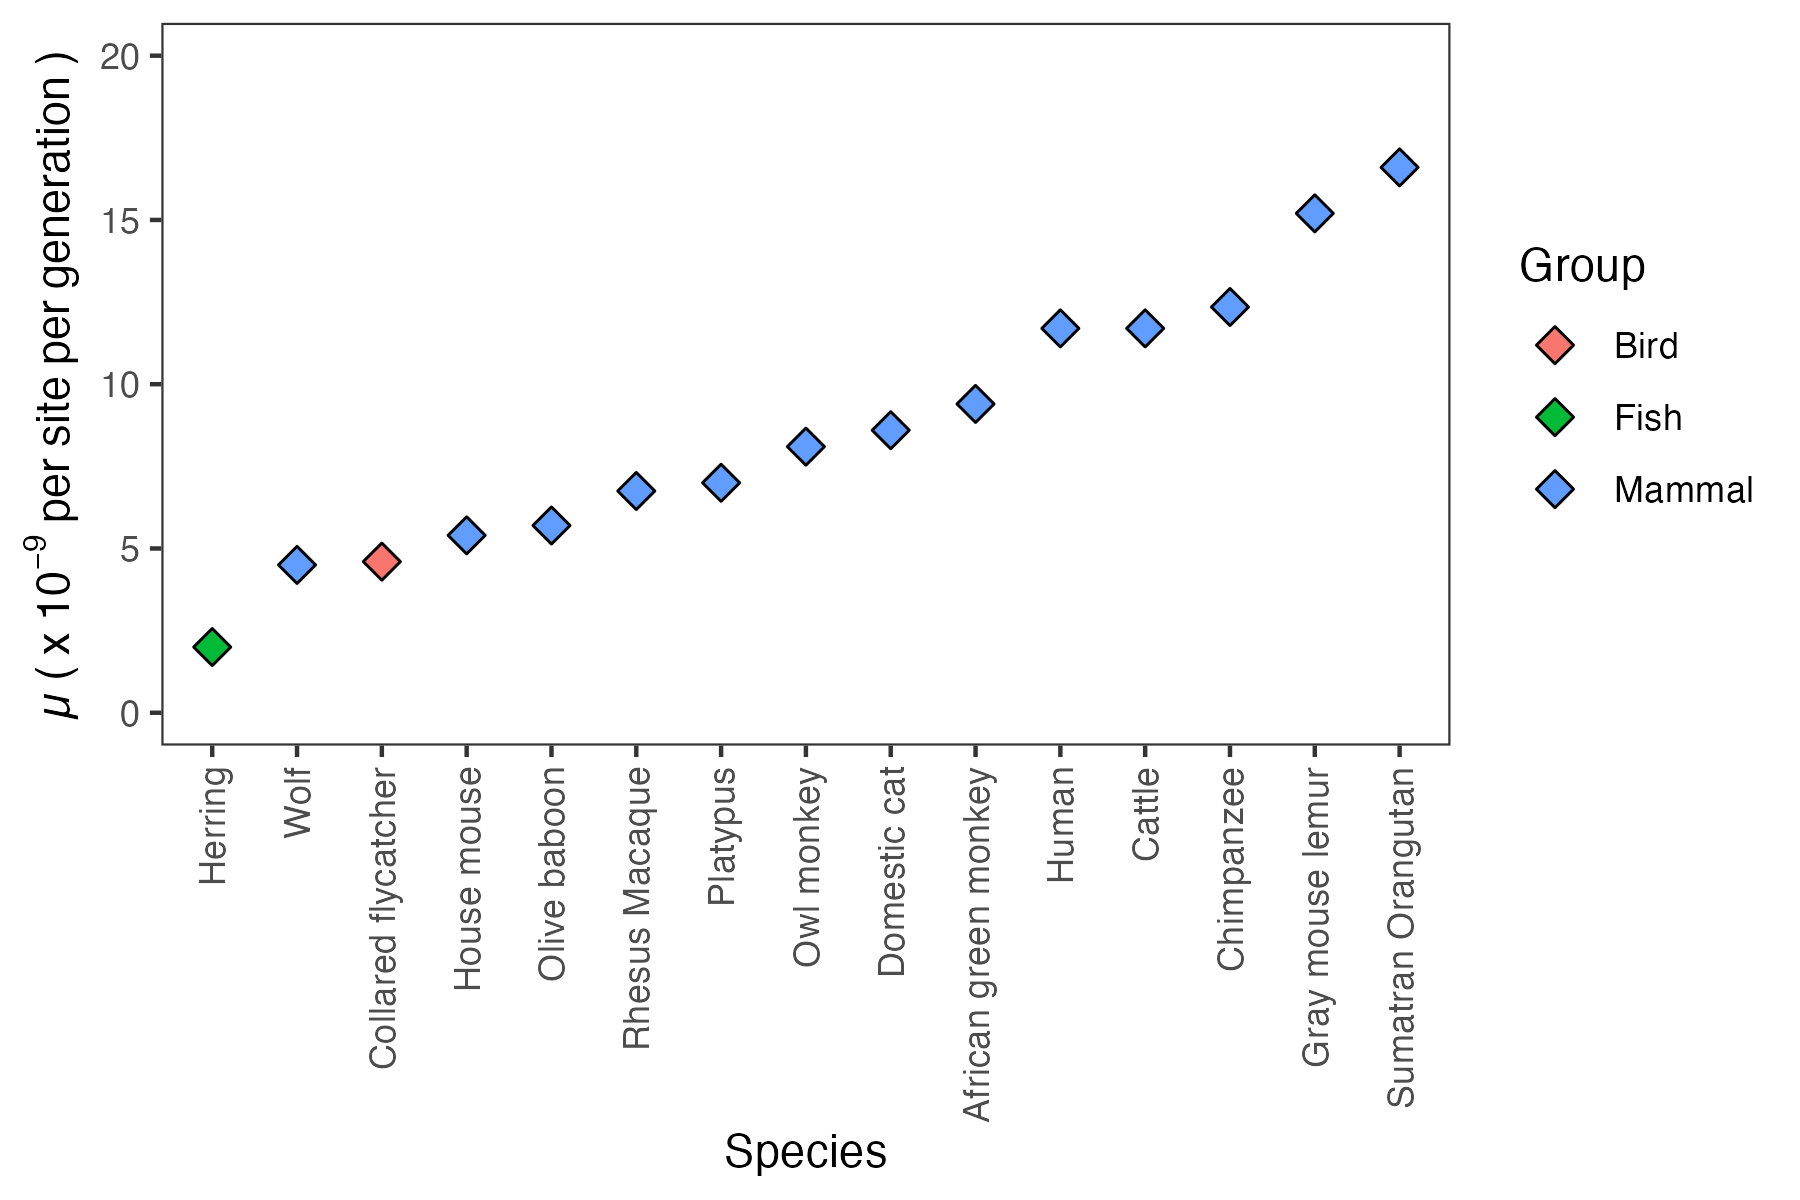 μ ( x 10⁻⁹ per site per generation )
20
15
10
5
0
Herring
Wolf
Collared flycatcher
House mouse
Olive baboon
Rhesus Macaque
Platypus
Owl monkey
Domestic cat
African green monkey
Human
Cattle
Chimpanzee
Gray mouse lemur
Sumatran Orangutan
Species
Group
Bird
Fish
Mammal